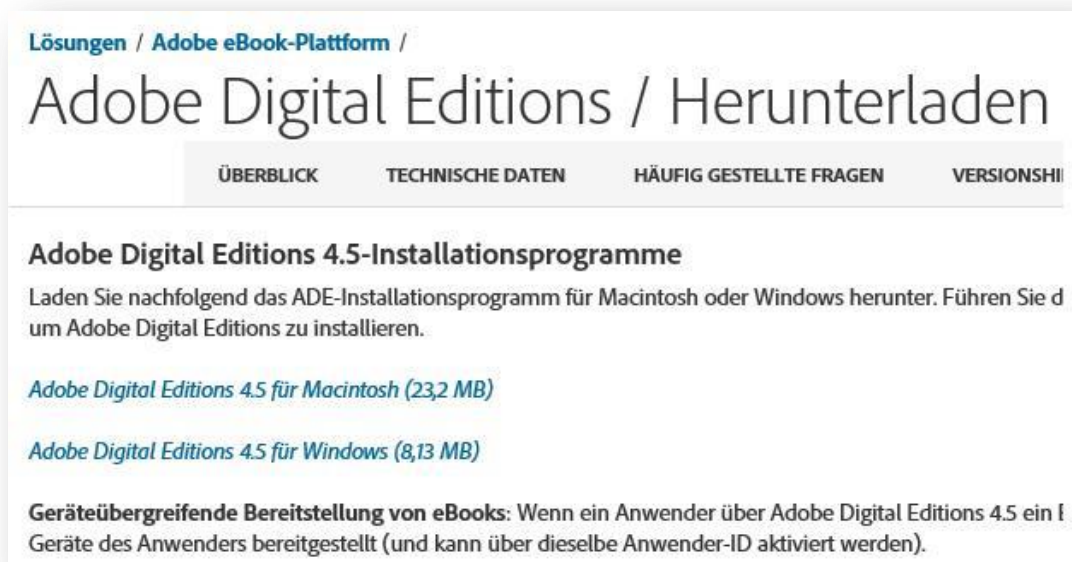 Lösungen / Adobe eBook-Plattform /
Adobe Digital Editions / Herunterladen
ÜBERBLICK TECHNISCHE DATEN HÄUFIG GESTELLTE FRAGEN VERSIONSHI
Adobe Digital Editions 4.5-Installationsprogramme
Laden Sie nachfolgend das ADE-Installationsprogramm für Macintosh oder Windows herunter. Führen Sie d
um Adobe Digital Editions zu installieren.
Adobe Digital Editions 4.5 für Macintosh (23,2 MB)
Adobe Digital Editions 4.5 für Windows (8,13 MB)
Geräteübergreifende Bereitstellung von eBooks: Wenn ein Anwender über Adobe Digital Editions 4.5 ein
Geräte des Anwenders bereitgestellt (und kann über dieselbe Anwender-ID aktiviert werden).